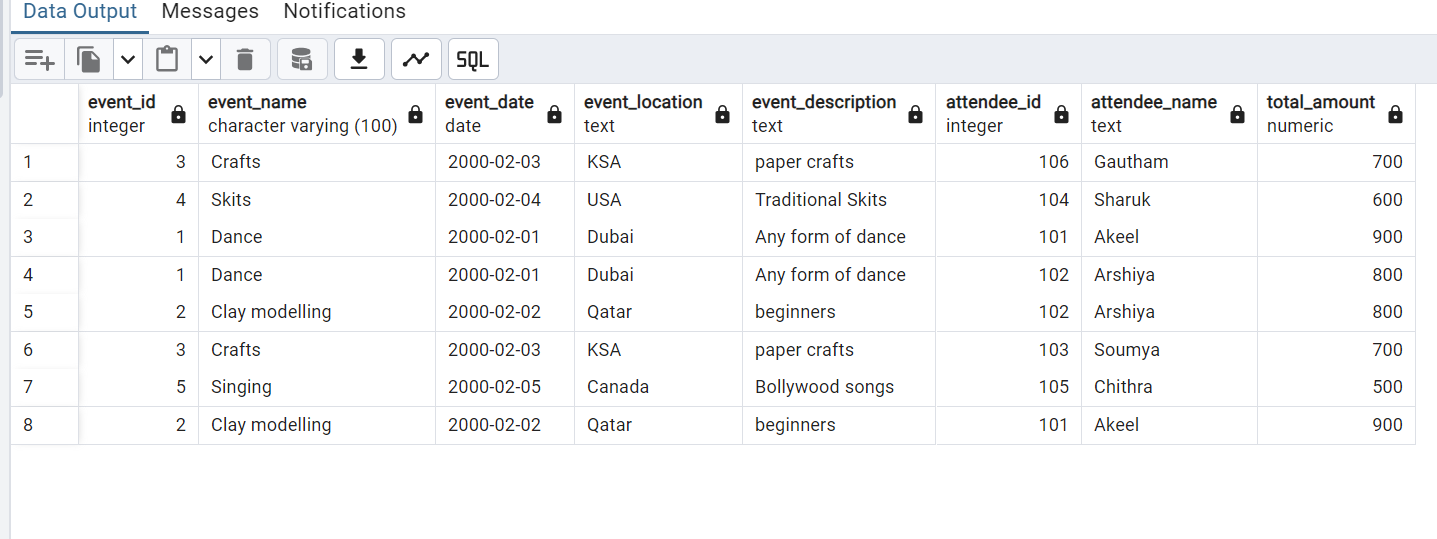 Data Output Messages Notifications
SQL
event_id event_name event_date event_location event_description attendee_id attendee_name total_amount
integer character varying (100) date text text integer text numeric
1 3 Crafts 2000-02-03 KSA paper crafts 106 Gautham 700
2 4 Skits 2000-02-04 USA Traditional Skits 104 Sharuk 600
3 1 Dance 2000-02-01 Dubai Any form of dance 101 Akeel 900
4 1 Dance 2000-02-01 Dubai Any form of dance 102 Arshiya 800
5 2 Clay modelling 2000-02-02 Qatar beginners 102 Arshiya 800
6 3 Crafts 2000-02-03 KSA paper crafts 103 Soumya 700
7 5 Singing 2000-02-05 Canada Bollywood songs 105 Chithra 500
8 2 Clay modelling 2000-02-02 Qatar beginners 101 Akeel 900